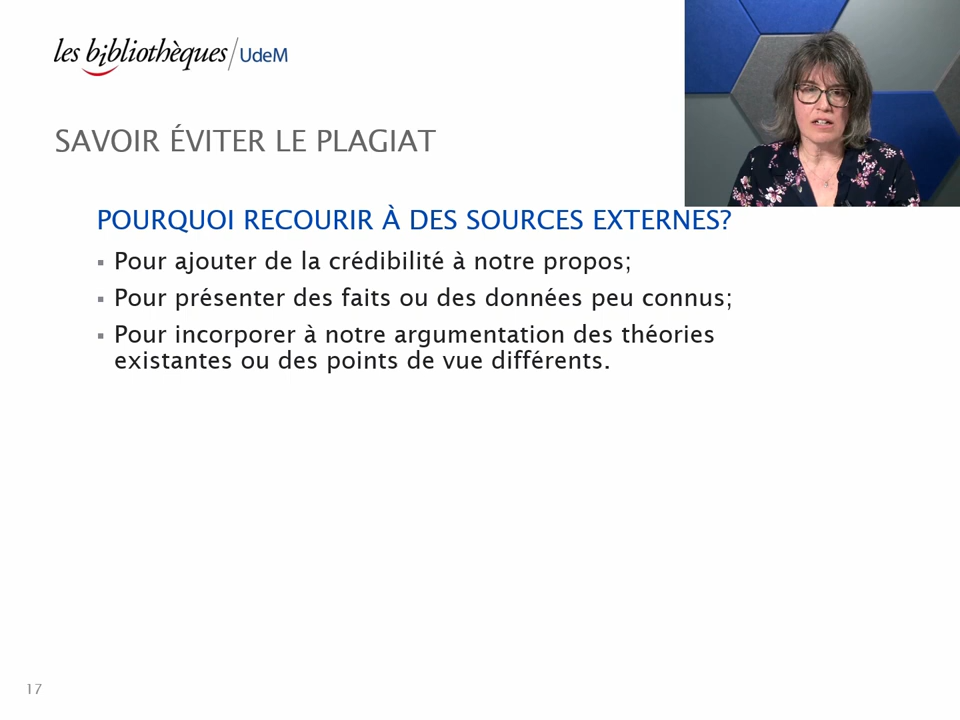 les bibliothèques/UdeM
SAVOIR ÉVITER LE PLAGIAT
POURQUOI RECOURIR À DES SOURCES EXTERNES?
▪ Pour ajouter de la crédibilité à notre propos;
▪ Pour présenter des faits ou des données peu connus;
▪ Pour incorporer à notre argumentation des théories
existantes ou des points de vue différents.
17